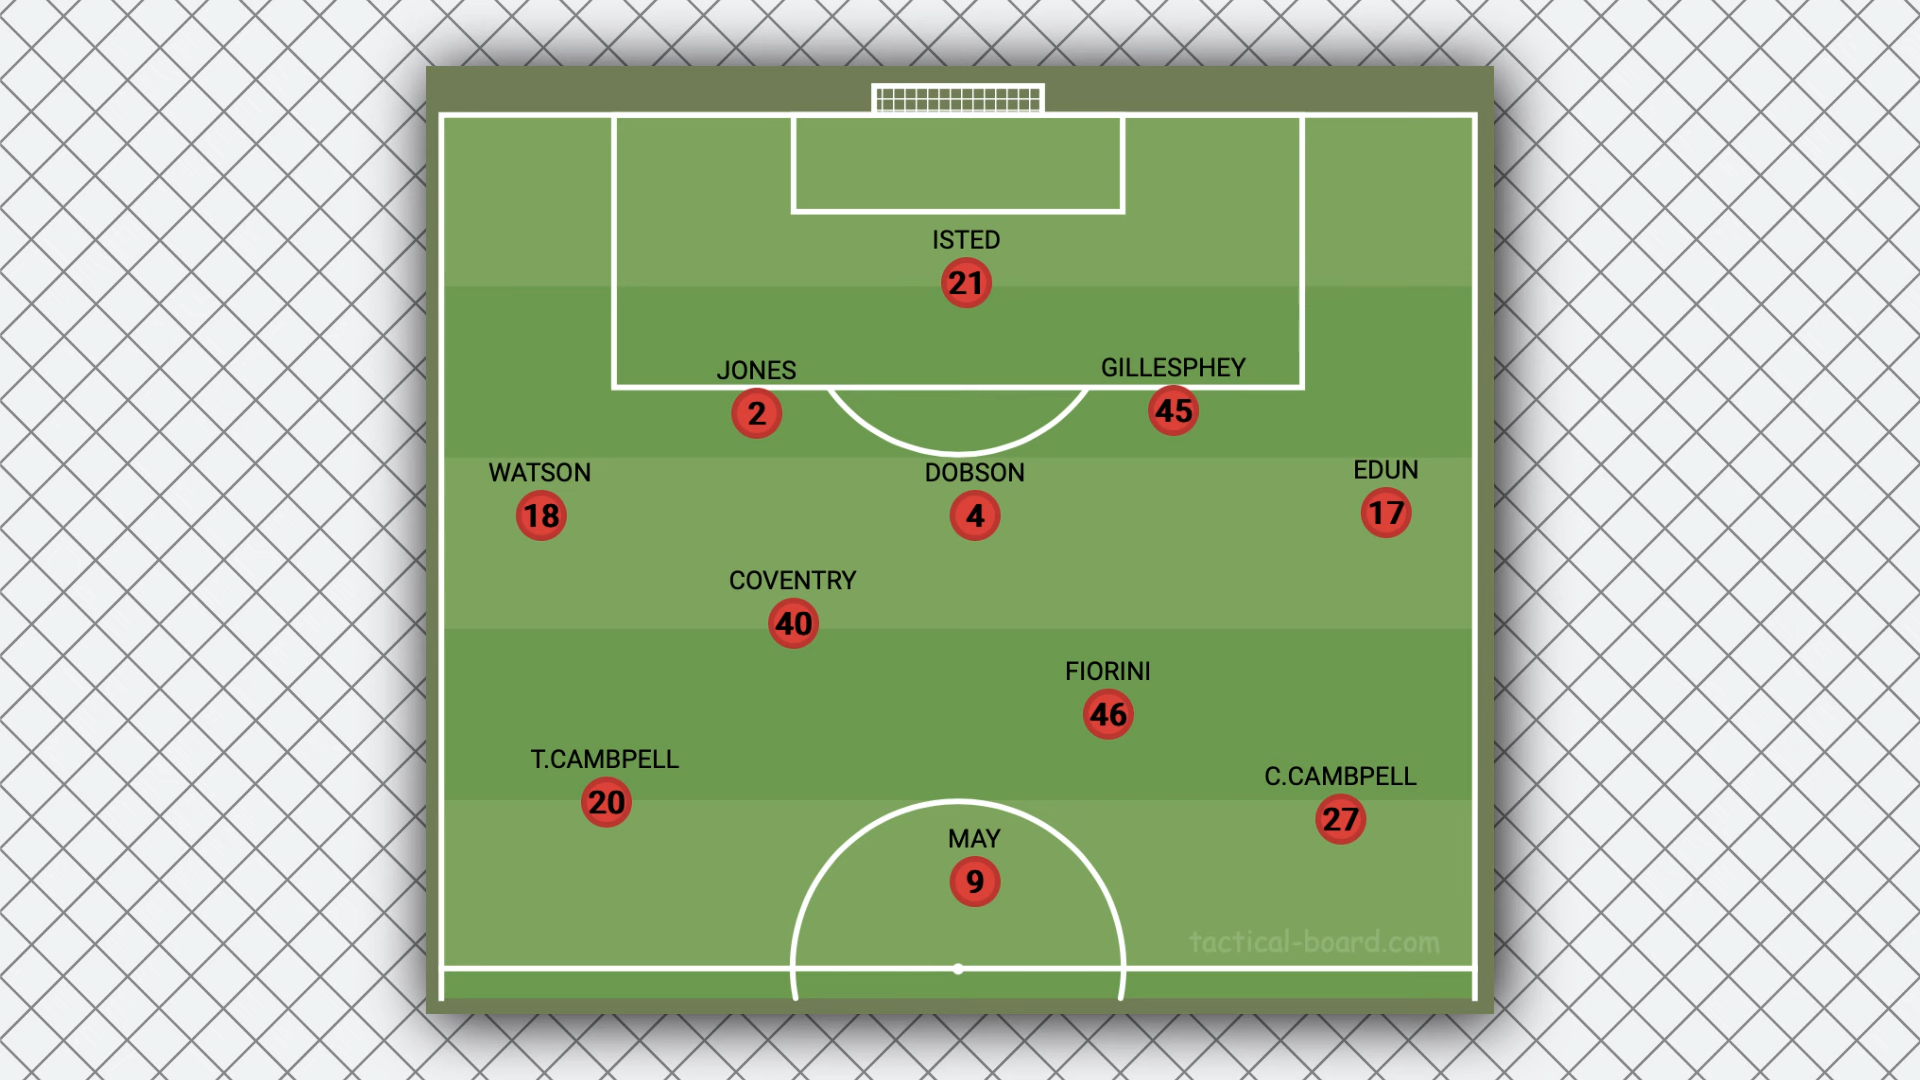 ISTED
21
JONES
2
GILLESPHEY
45
WATSON
18
DOBSON
4
EDUN
17
COVENTRY
40
FIORINI
46
T.CAMBPELL
20
C.CAMBPELL
27
MAY
9
tactical-board.com